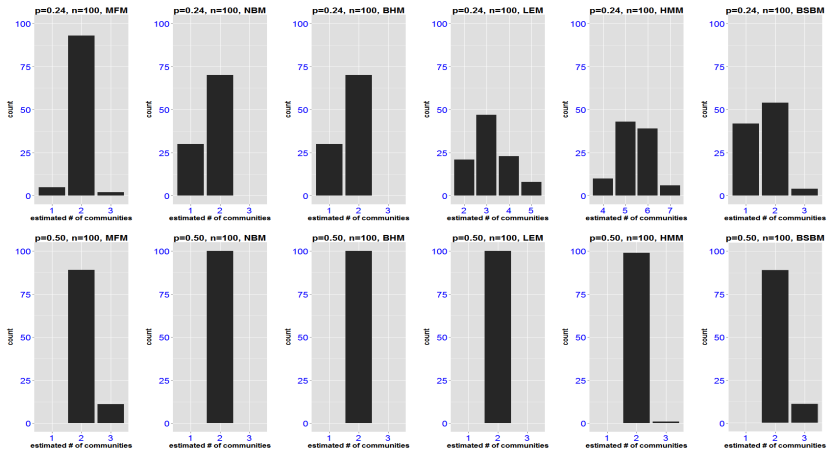 p=0.24, n=100, MFM p=0.24, n=100, NBM p=0.24, n=100, BHM p=0.24, n=100, LEM p=0.24, n=100, HMM p=0.24, n=100, BSBM
100 100 100 100 100 100
75 75 75 75 75 75
count count count count count count
50 50 50 50 50 50
25 25 25 25 25 25
0 0 0 0 0 0
1 2 3 1 2 3 1 2 3 2 3 4 5 4 5 6 7 1 2 3
estimated # of communities estimated # of communities estimated # of communities estimated # of communities estimated # of communities estimated # of communities
p=0.50, n=100, MFM p=0.50, n=100, NBM p=0.50, n=100, BHM p=0.50, n=100, LEM p=0.50, n=100, HMM p=0.50, n=100, BSBM
100 100 100 100 100 100
75 75 75 75 75 75
count count count count count count
50 50 50 50 50 50
25 25 25 25 25 25
0 0 0 0 0 0
1 2 3 1 2 3 1 2 3 1 2 3 1 2 3 1 2 3
estimated # of communities estimated # of communities estimated # of communities estimated # of communities estimated # of communities estimated # of communities